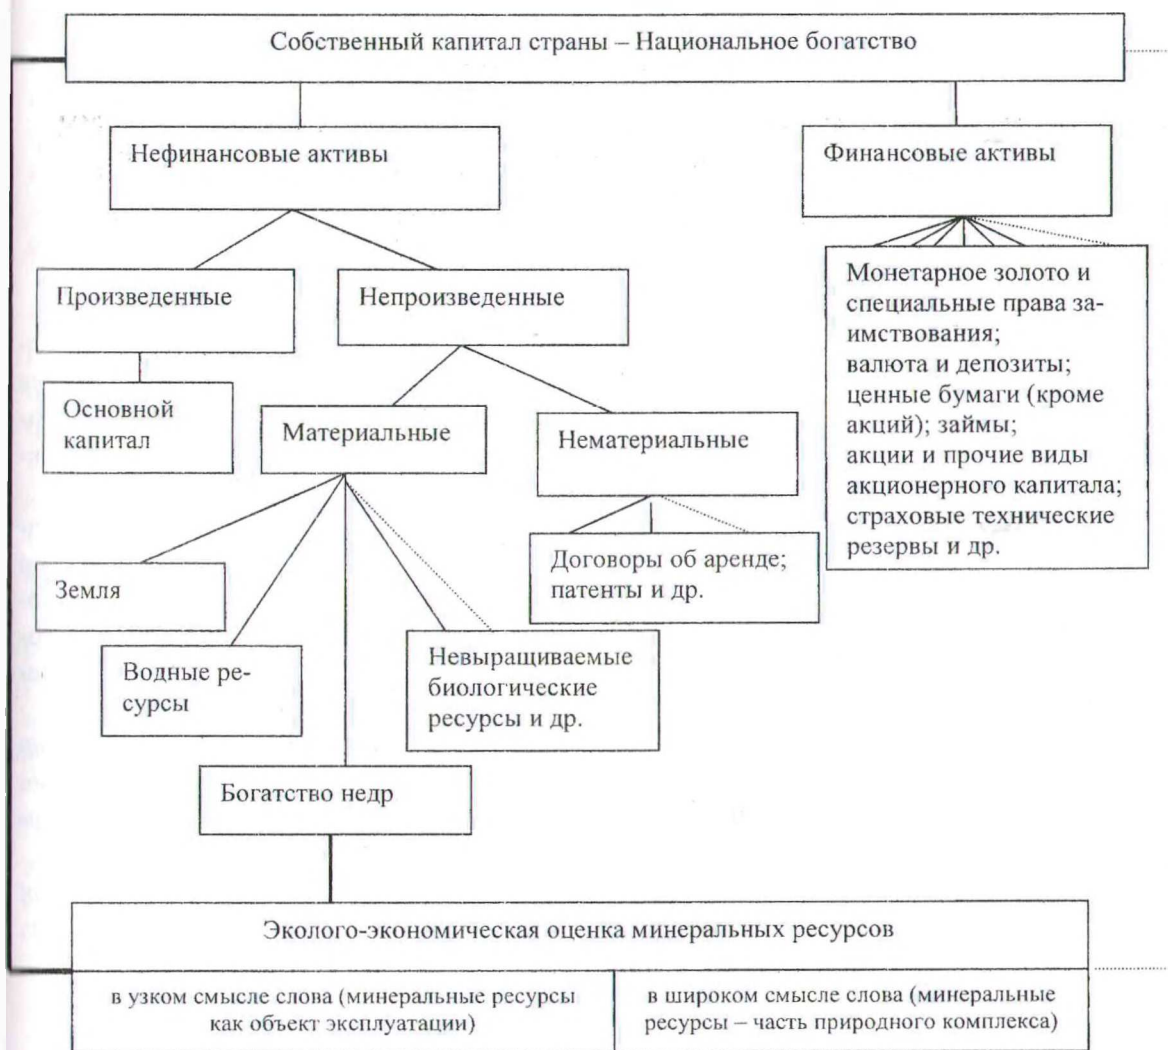 Собственный капитал страны – Национальное богатство
Нефинансовые активы
Финансовые активы
Произведенные
Непроизведенные
Монетарное золото и
специальные права за-
имствования;
валюта и депозиты;
ценные бумаги (кроме
акций); займы;
акции и прочие виды
акционерного капитала;
страховые технические
резервы и др.
Основной
капитал
Материальные
Нематериальные
Договоры об аренде;
патенты и др.
Земля
Водные ре-
сурсы
Невыращиваемые
биологические
ресурсы и др.
Богатство недр
Эколого-экономическая оценка минеральных ресурсов
в узком смысле слова (минеральные ресурсы
как объект эксплуатации)
в широком смысле слова (минеральные
ресурсы – часть природного комплекса)